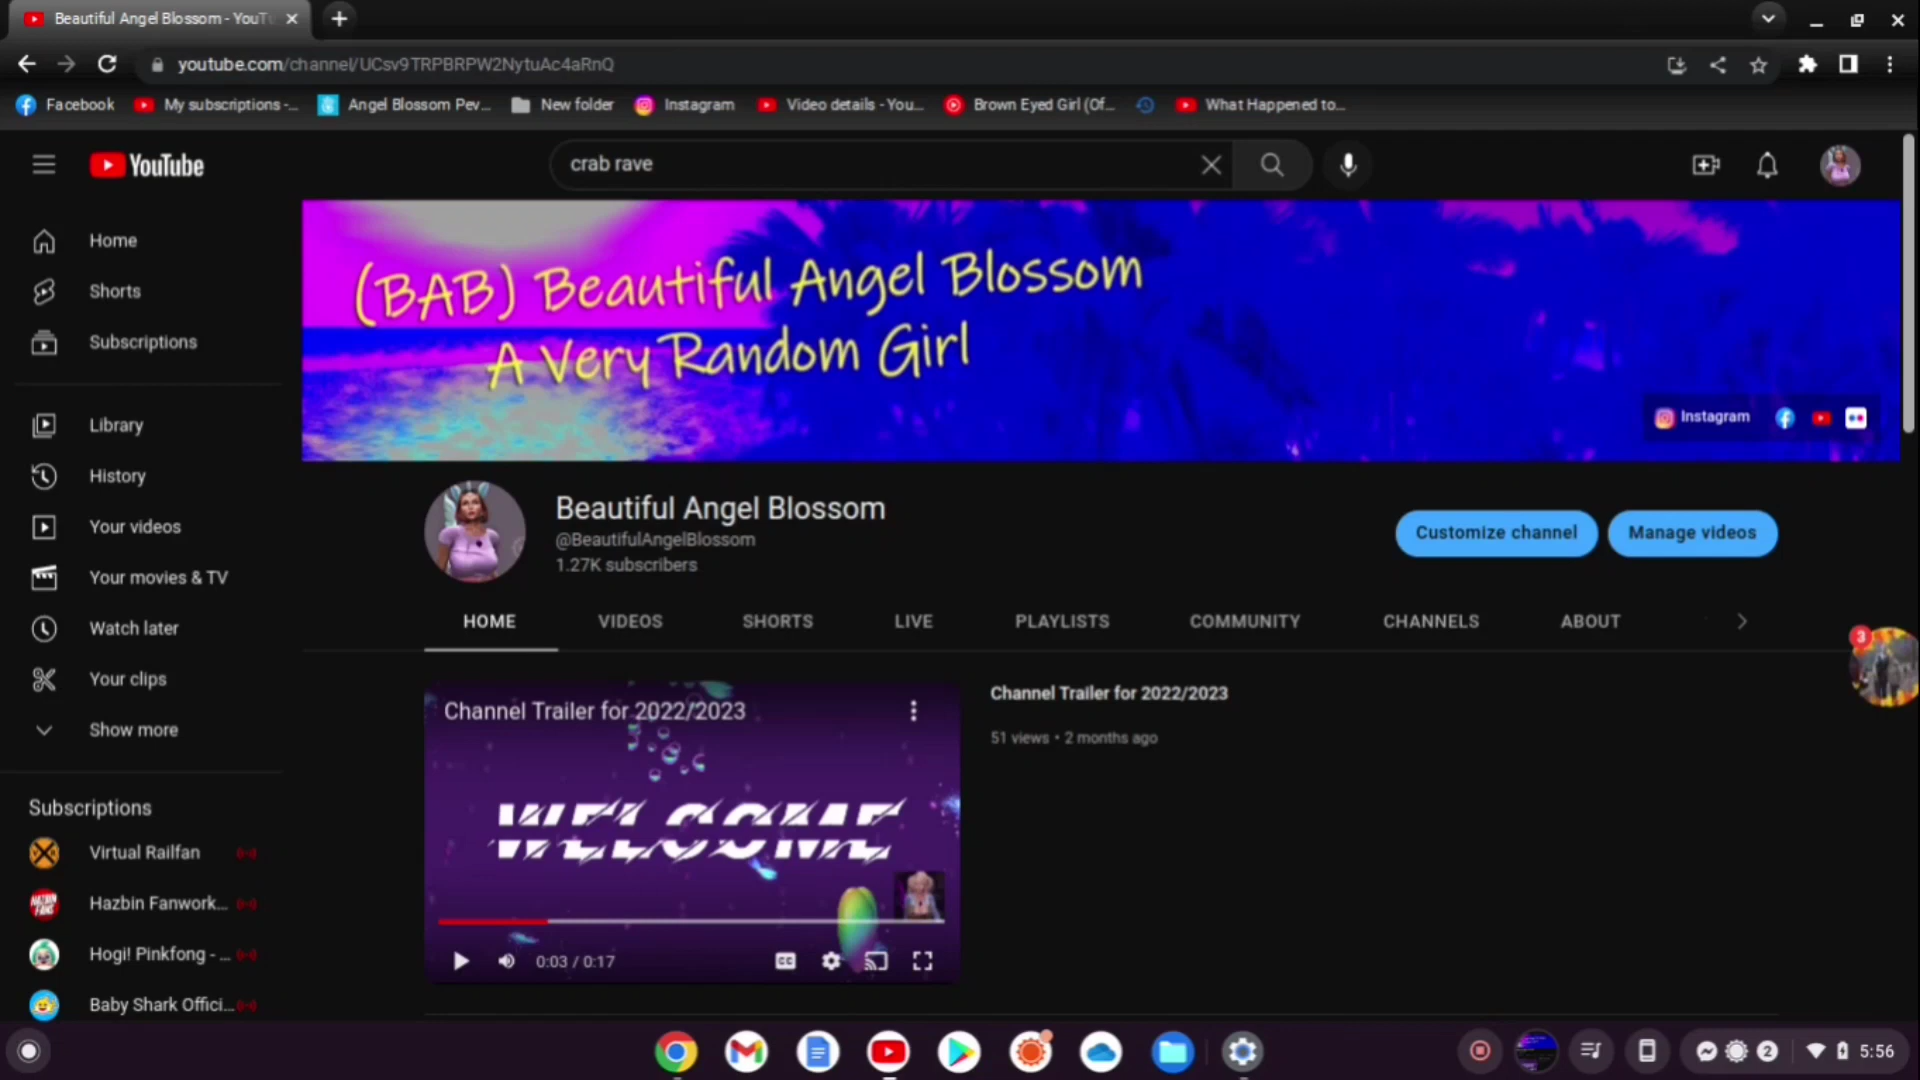 Beautiful Angel Blossom - YouTu
youtube.com/channel/UCsv9TRPBRPW2NytuAc4aRnQ
Facebook
My subscriptions -...
Angel Blossom Pev...
New folder
Instagram
Video details - You...
Brown Eyed Girl (Of...
What Happened to...
YouTube
crab rave
Home
Shorts
Subscriptions
Library
History
Your videos
Your movies & TV
Watch later
Your clips
Show more
Subscriptions
Virtual Railfan
Hazbin Fanwork...
Hogi! Pinkfong - ...
Baby Shark Offici...
(BAB) Beautiful Angel Blossom
A Very Random Girl
Instagram
Beautiful Angel Blossom
@BeautifulAngelBlossom
1.27K subscribers
Customize channel
Manage videos
HOME
VIDEOS
SHORTS
LIVE
PLAYLISTS
COMMUNITY
CHANNELS
ABOUT
3
Channel Trailer for 2022/2023
WELCOME
0:03 / 0:17
CC
Channel Trailer for 2022/2023
51 views • 2 months ago
2
5:56